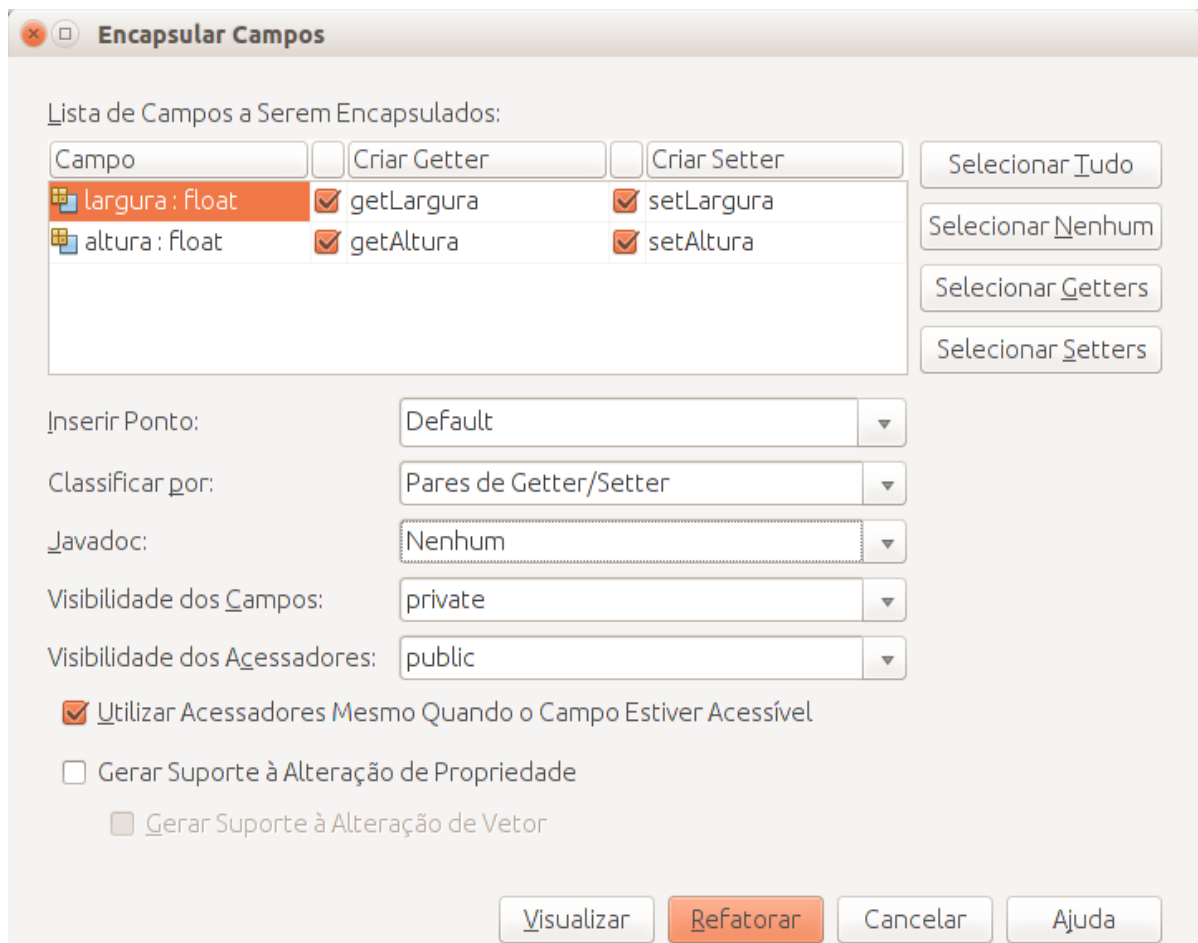 Encapsular Campos
Lista de Campos a Serem Encapsulados:
Campo Criar Getter Criar Setter
largura : float getLargura setLargura
altura : float getAltura setAltura
Selecionar Tudo
Selecionar Nenhum
Selecionar Getters
Selecionar Setters
Inserir Ponto: Default
Classificar por: Pares de Getter/Setter
Javadoc: Nenhum
Visibilidade dos Campos: private
Visibilidade dos Acessadores: public
Utilizar Acessadores Mesmo Quando o Campo Estiver Acessível
Gerar Suporte à Alteração de Propriedade
Gerar Suporte à Alteração de Vetor
Visualizar Refatorar Cancelar Ajuda